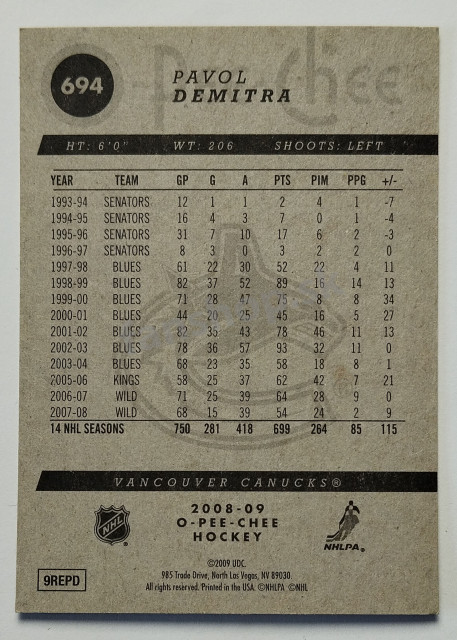 O-Pee-Chee
694
PAVOL
DEMITRA
HT: 6'0" WT: 206 SHOOTS: LEFT
YEAR TEAM GP G A PTS PIM PPG +/-
1993-94 SENATORS 12 1 1 2 4 1 -7
1994-95 SENATORS 16 4 3 7 0 1 -4
1995-96 SENATORS 31 7 10 17 6 2 -3
1996-97 SENATORS 8 3 0 3 2 2 0
1997-98 BLUES 61 22 30 52 22 4 11
1998-99 BLUES 82 37 52 89 16 14 13
1999-00 BLUES 71 28 47 75 8 8 34
2000-01 BLUES 44 20 25 45 16 5 27
2001-02 BLUES 82 35 43 78 46 11 13
2002-03 BLUES 78 36 57 93 32 11 0
2003-04 BLUES 68 23 35 58 18 8 1
2005-06 KINGS 58 25 37 62 42 7 21
2006-07 WILD 71 25 39 64 28 9 0
2007-08 WILD 68 15 39 54 24 2 9
14 NHL SEASONS 750 281 418 699 264 85 115
VANCOUVER CANUCKS®
NHL
2008-09
O-PEE-CHEE
HOCKEY
NHLPA®
©2009 UDC.
985 Trade Drive, North Las Vegas, NV 89030.
All rights reserved. Printed in the USA. ©NHLPA ©NHL
9REPD